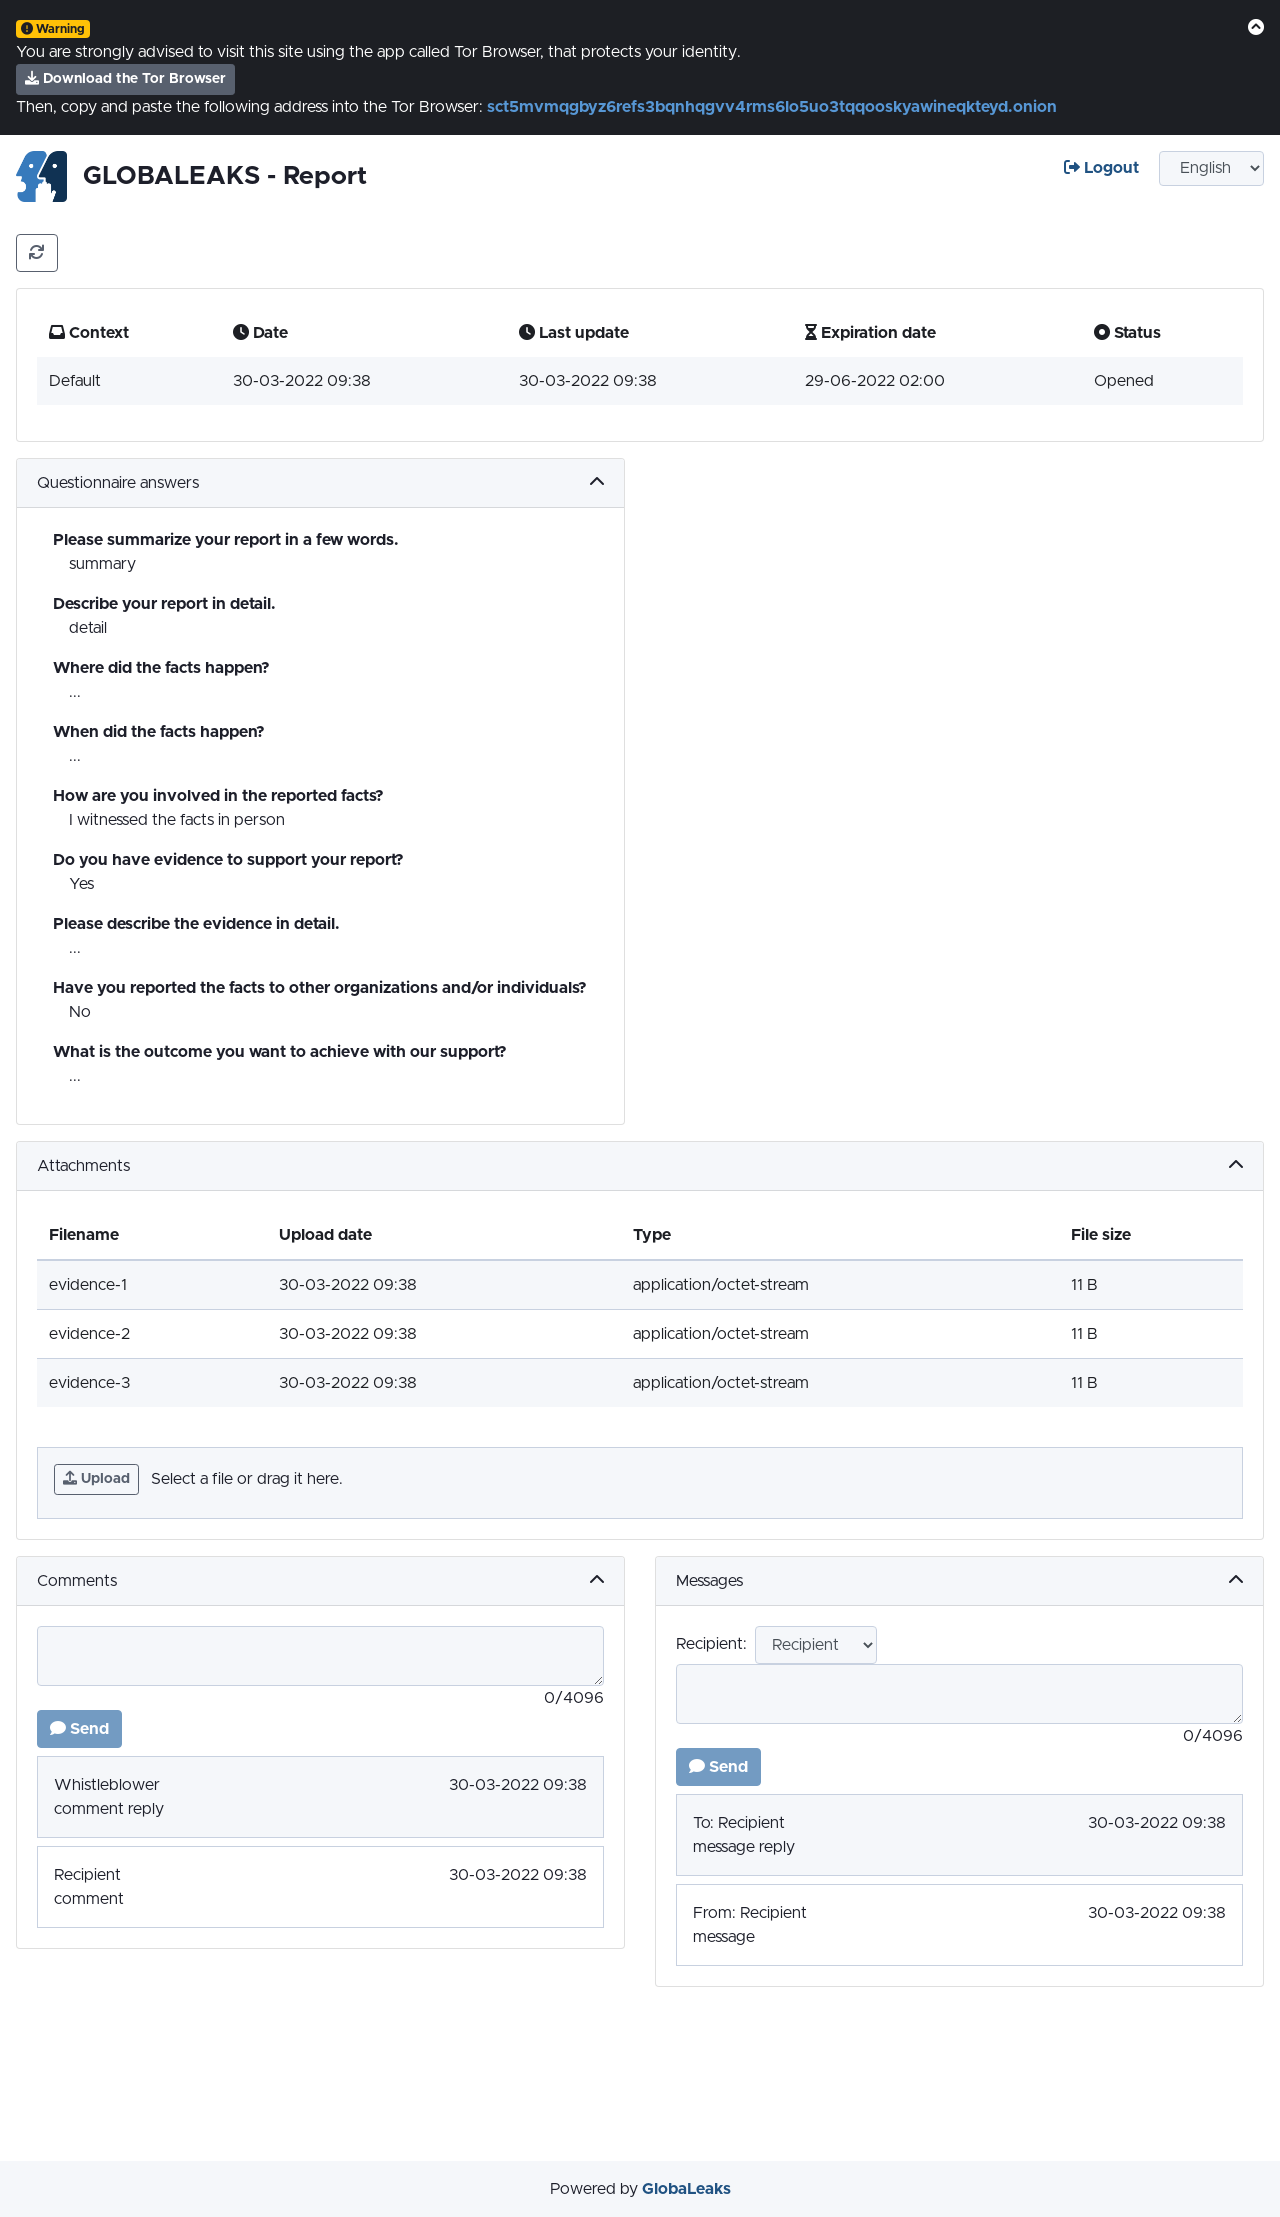 Warning
You are strongly advised to visit this site using the app called Tor Browser, that protects your identity.
Download the Tor Browser
Then, copy and paste the following address into the Tor Browser: sct5mvmqgbyz6refs3bqnhqgvv4rms6lo5uo3tqqooskyawineqkteyd.onion
GLOBALEAKS - Report
Logout
English
Context Date Last update Expiration date Status
Default 30-03-2022 09:38 30-03-2022 09:38 29-06-2022 02:00 Opened
Questionnaire answers
Please summarize your report in a few words.
summary
Describe your report in detail.
detail
Where did the facts happen?
...
When did the facts happen?
...
How are you involved in the reported facts?
I witnessed the facts in person
Do you have evidence to support your report?
Yes
Please describe the evidence in detail.
...
Have you reported the facts to other organizations and/or individuals?
No
What is the outcome you want to achieve with our support?
...
Attachments
Filename Upload date Type File size
evidence-1 30-03-2022 09:38 application/octet-stream 11 B
evidence-2 30-03-2022 09:38 application/octet-stream 11 B
evidence-3 30-03-2022 09:38 application/octet-stream 11 B
Upload Select a file or drag it here.
Comments
0/4096
Send
Whistleblower 30-03-2022 09:38
comment reply
Recipient 30-03-2022 09:38
comment
Messages
Recipient: Recipient
0/4096
Send
To: Recipient 30-03-2022 09:38
message reply
From: Recipient 30-03-2022 09:38
message
Powered by GlobaLeaks